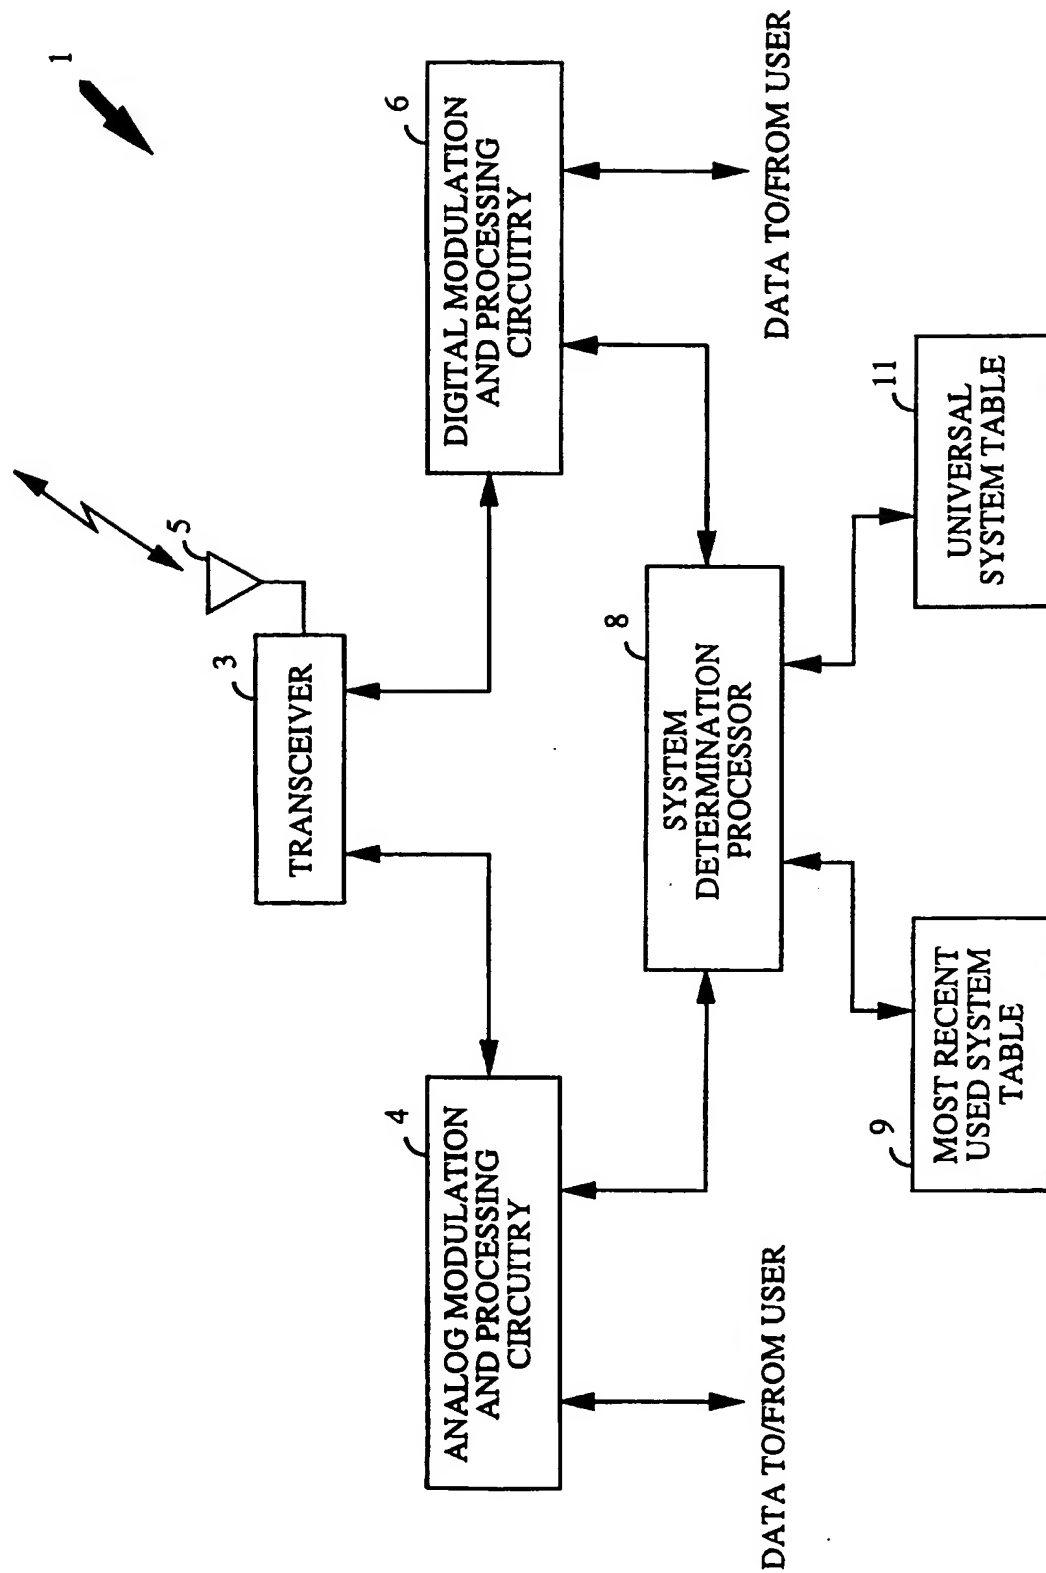 1
5
3
TRANSCEIVER
4
ANALOG MODULATION
AND PROCESSING
CIRCUITRY
6
DIGITAL MODULATION
AND PROCESSING
CIRCUITRY
DATA TO/FROM USER
DATA TO/FROM USER
8
SYSTEM
DETERMINATION
PROCESSOR
9
MOST RECENT
USED SYSTEM
TABLE
11
UNIVERSAL
SYSTEM TABLE